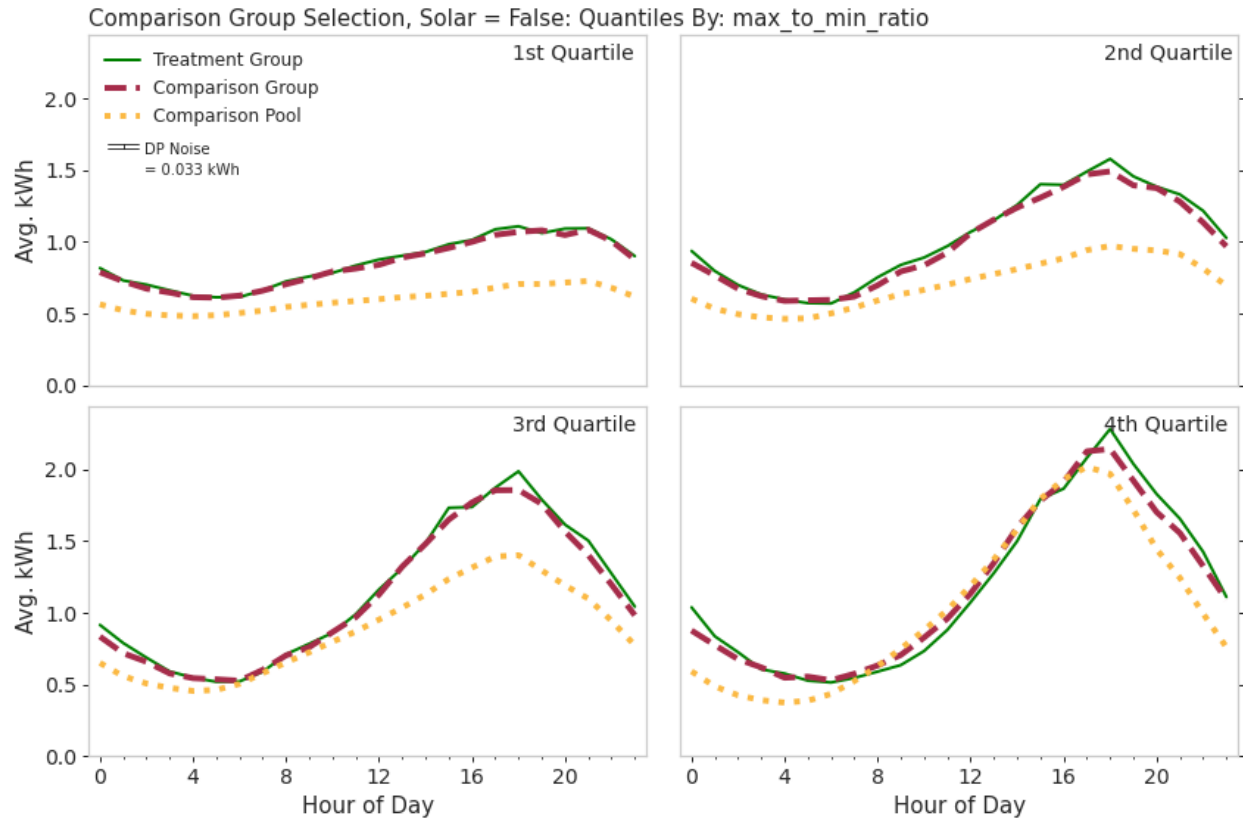 Comparison Group Selection, Solar = False: Quantiles By: max_to_min_ratio
1st Quartile
Treatment Group
Comparison Group
Comparison Pool
DP Noise
= 0.033 kWh
Avg. kWh
2.0
1.5
1.0
0.5
0.0
2nd Quartile
3rd Quartile
Avg. kWh
2.0
1.5
1.0
0.5
0.0
0 4 8 12 16 20
Hour of Day
4th Quartile
0 4 8 12 16 20
Hour of Day